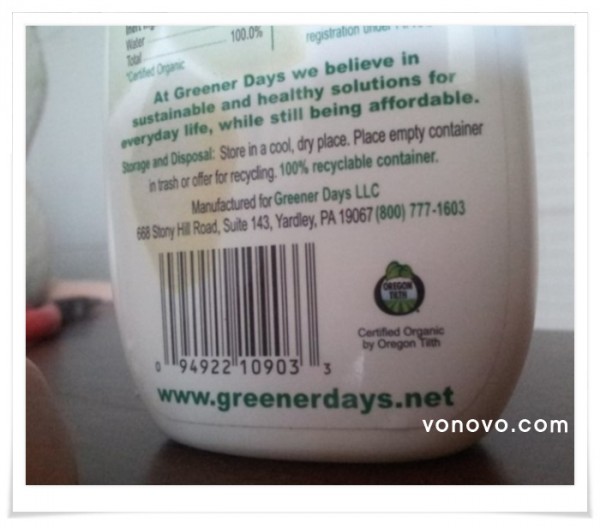 Water
Total 100.0%
*Certified Organic
registration under
At Greener Days we believe in
sustainable and healthy solutions for
everyday life, while still being affordable.
Storage and Disposal: Store in a cool, dry place. Place empty container
in trash or offer for recycling. 100% recyclable container.
Manufactured for Greener Days LLC
668 Stony Hill Road, Suite 143, Yardley, PA 19067 (800) 777-1603
OREGON
TILTH
Certified Organic
by Oregon Tilth
0 94922 10903 3
www.greenerdays.net
vonovo.com